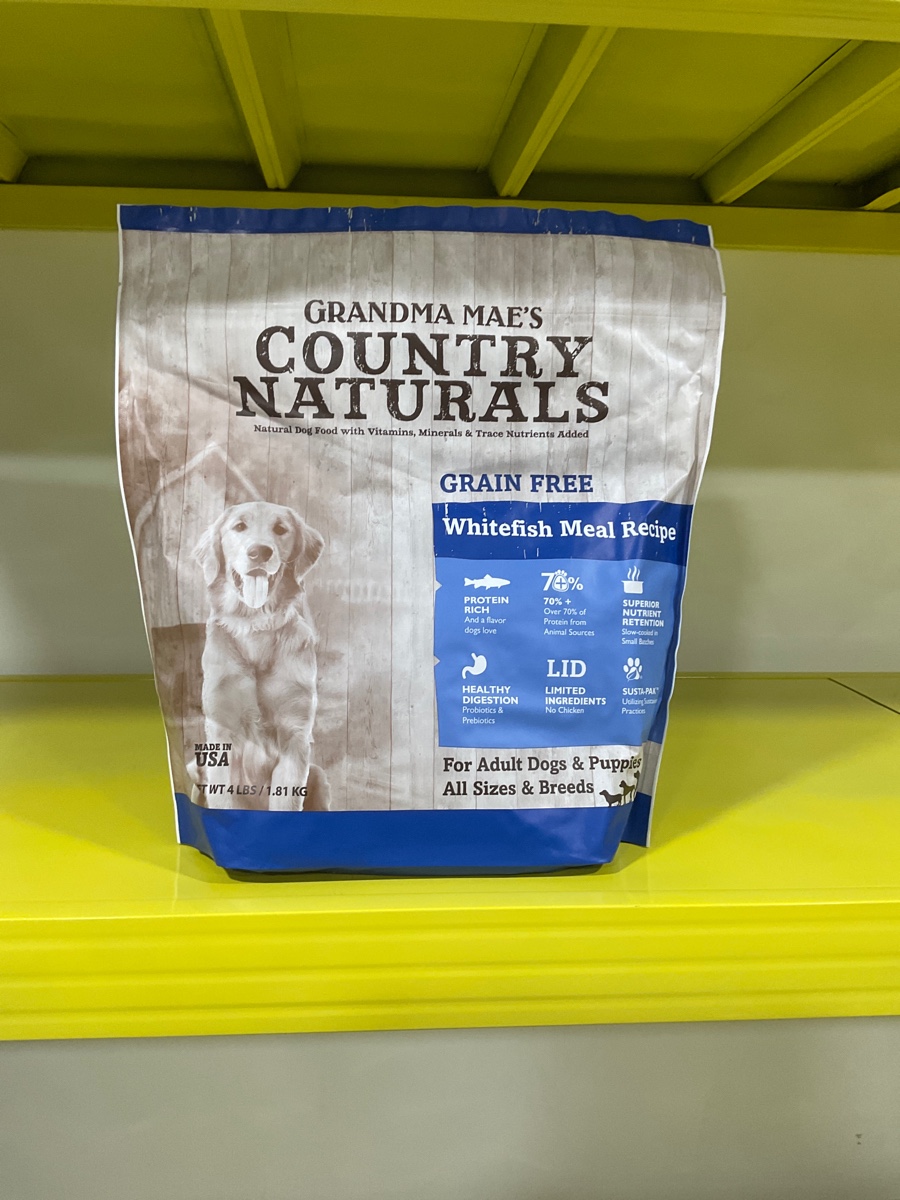 GRANDMA MAE'S
COUNTRY
NATURALS
Natural Dog Food with Vitamins, Minerals & Trace Nutrients Added
GRAIN FREE
Whitefish Meal Recipe
PROTEIN
RICH
And a flavor
dogs love
70%
70% +
Over 70% of
Protein from
Animal Sources
SUPERIOR
NUTRIENT
RETENTION
Slow-cooked in
Small Batches
HEALTHY
DIGESTION
Probiotics &
Prebiotics
LID
LIMITED
INGREDIENTS
No Chicken
SUSTA-PAK™
Utilizing
Practices
MADE IN
USA
WT 4 LBS / 1.81 KG
For Adult Dogs & Puppies
All Sizes & Breeds